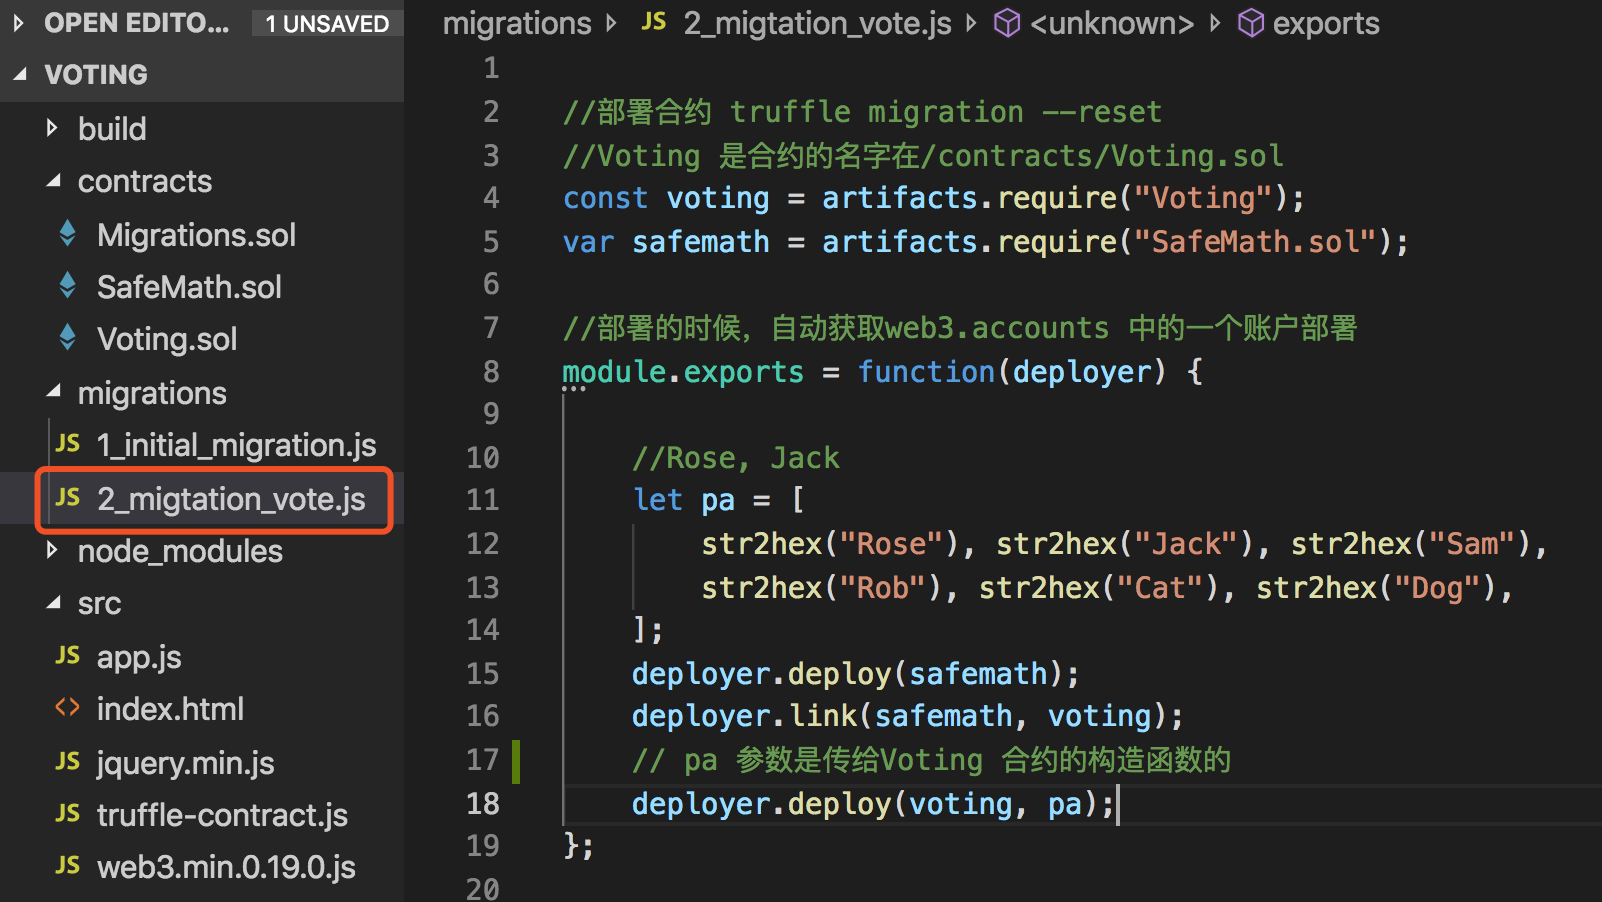 OPEN EDITO... 1 UNSAVED
VOTING
build
contracts
Migrations.sol
SafeMath.sol
Voting.sol
migrations
JS 1_initial_migration.js
JS 2_migtation_vote.js
node_modules
src
JS app.js
<> index.html
JS jquery.min.js
JS truffle-contract.js
JS web3.min.0.19.0.js
migrations JS 2_migtation_vote.js <unknown> exports
1
2 //部署合约 truffle migration --reset
3 //Voting 是合约的名字在/contracts/Voting.sol
4 const voting = artifacts.require("Voting");
5 var safemath = artifacts.require("SafeMath.sol");
6
7 //部署的时候，自动获取web3.accounts 中的一个账户部署
8 module.exports = function(deployer) {
9
10 //Rose, Jack
11 let pa = [
12 str2hex("Rose"), str2hex("Jack"), str2hex("Sam"),
13 str2hex("Rob"), str2hex("Cat"), str2hex("Dog"),
14 ];
15 deployer.deploy(safemath);
16 deployer.link(safemath, voting);
17 // pa 参数是传给Voting 合约的构造函数的
18 deployer.deploy(voting, pa);
19 };
20